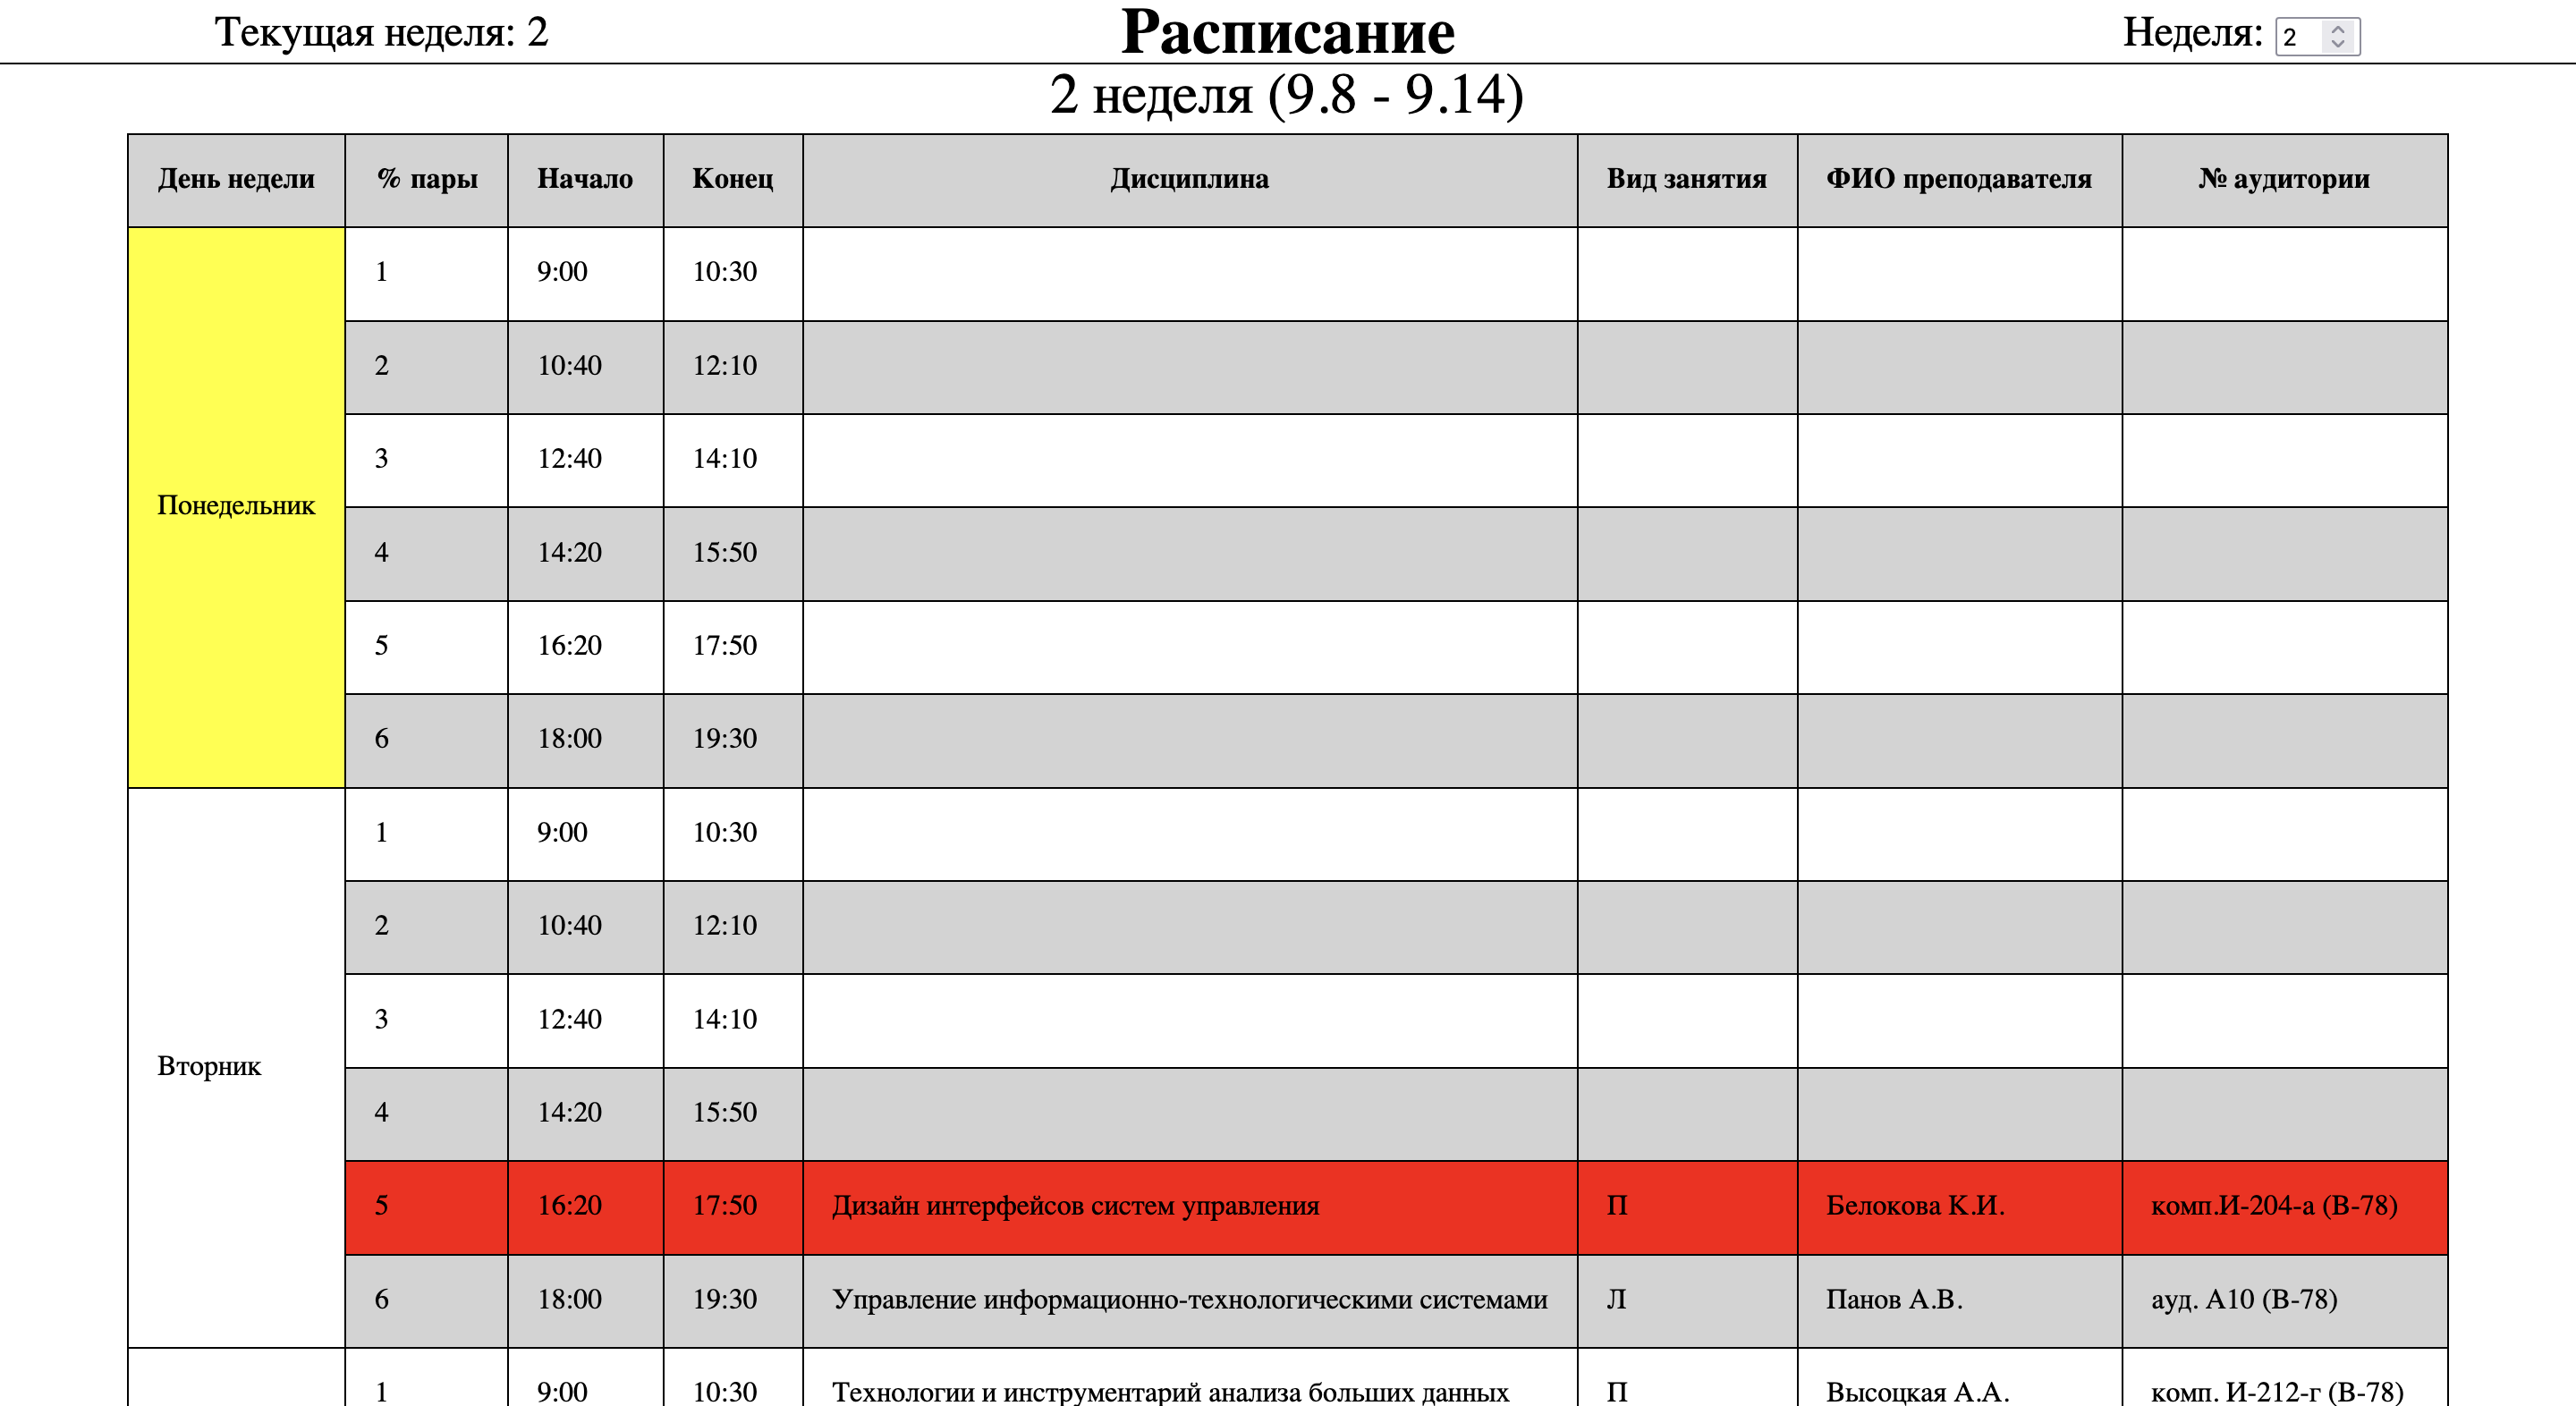 Текущая неделя: 2
Расписание
Неделя: 2
2 неделя (9.8 - 9.14)
День недели % пары Начало Конец Дисциплина Вид занятия ФИО преподавателя № аудитории
Понедельник
1 9:00 10:30
2 10:40 12:10
3 12:40 14:10
4 14:20 15:50
5 16:20 17:50
6 18:00 19:30
Вторник
1 9:00 10:30
2 10:40 12:10
3 12:40 14:10
4 14:20 15:50
5 16:20 17:50 Дизайн интерфейсов систем управления П Белокова К.И. комп.И-204-а (В-78)
6 18:00 19:30 Управление информационно-технологическими системами Л Панов А.В. ауд. А10 (В-78)
1 9:00 10:30 Технологии и инструментарий анализа больших данных П Высоцкая А.А. комп. И-212-г (В-78)